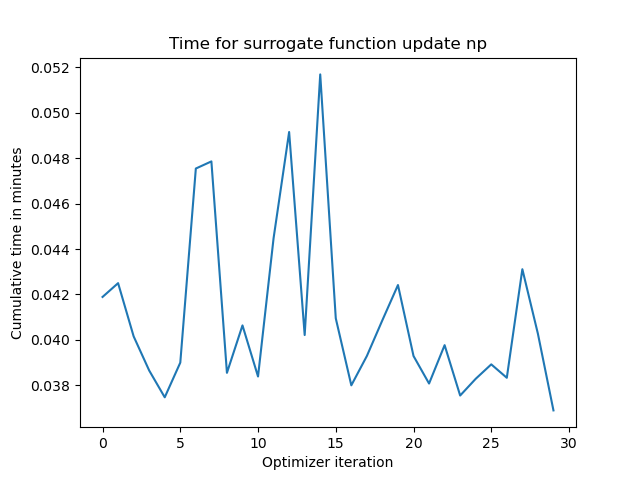 Time for surrogate function update np
Cumulative time in minutes
0.052
0.050
0.048
0.046
0.044
0.042
0.040
0.038
0 5 10 15 20 25 30
Optimizer iteration